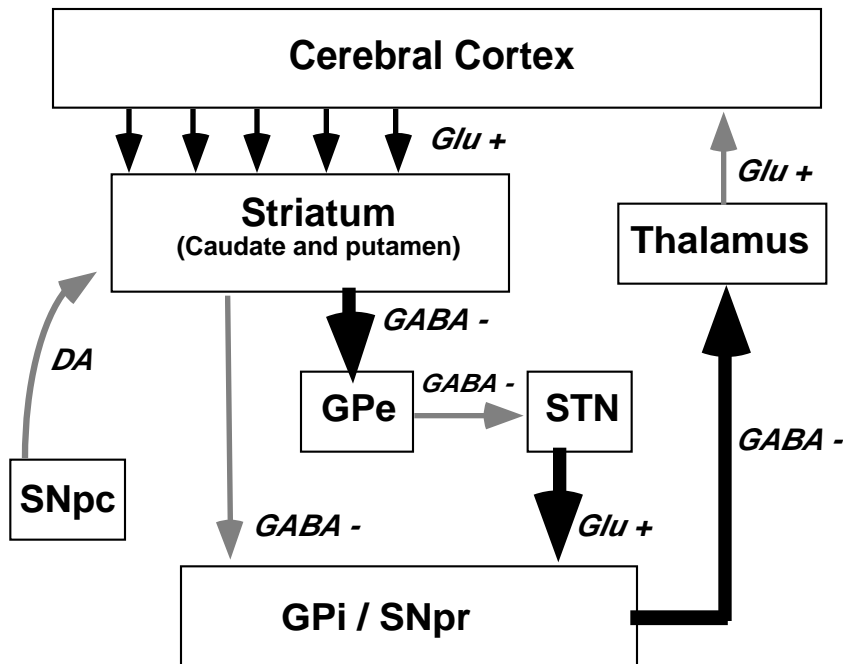 Cerebral Cortex
Glu +
Glu +
Striatum
(Caudate and putamen)
Thalamus
GABA -
DA
GPe
GABA -
STN
GABA -
SNpc
GABA -
Glu +
GPi / SNpr